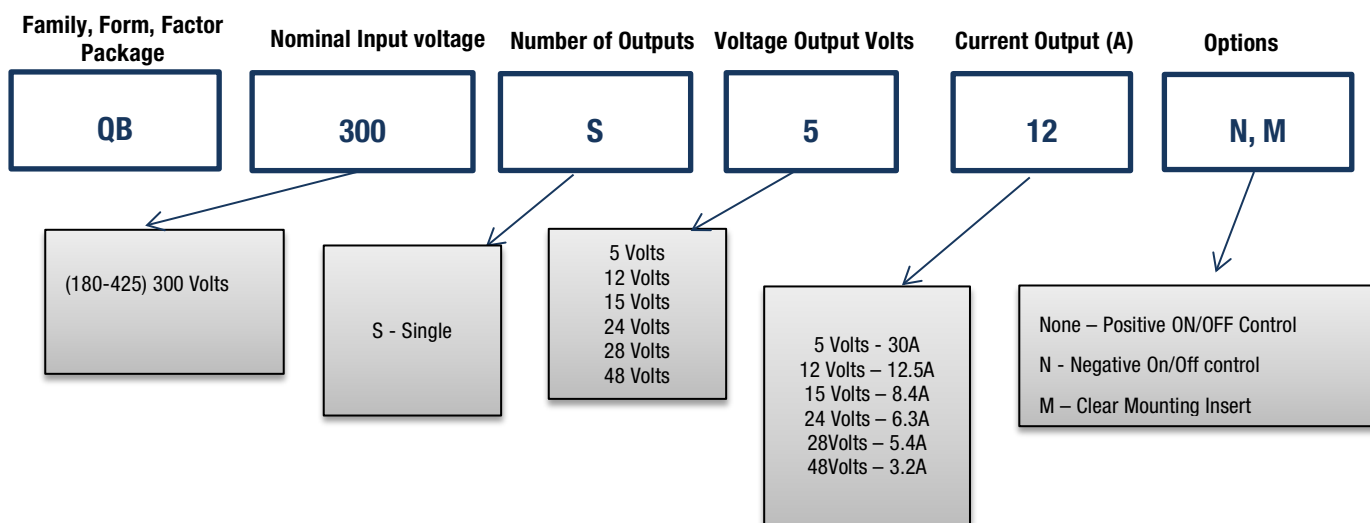 Family, Form, Factor
Package
Nominal Input voltage
Number of Outputs
Voltage Output Volts
Current Output (A)
Options
QB
300
S
5
12
N, M
(180-425) 300 Volts
S - Single
5 Volts
12 Volts
15 Volts
24 Volts
28 Volts
48 Volts
5 Volts - 30A
12 Volts – 12.5A
15 Volts – 8.4A
24 Volts – 6.3A
28Volts – 5.4A
48Volts – 3.2A
None – Positive ON/OFF Control
N - Negative On/Off control
M – Clear Mounting Insert